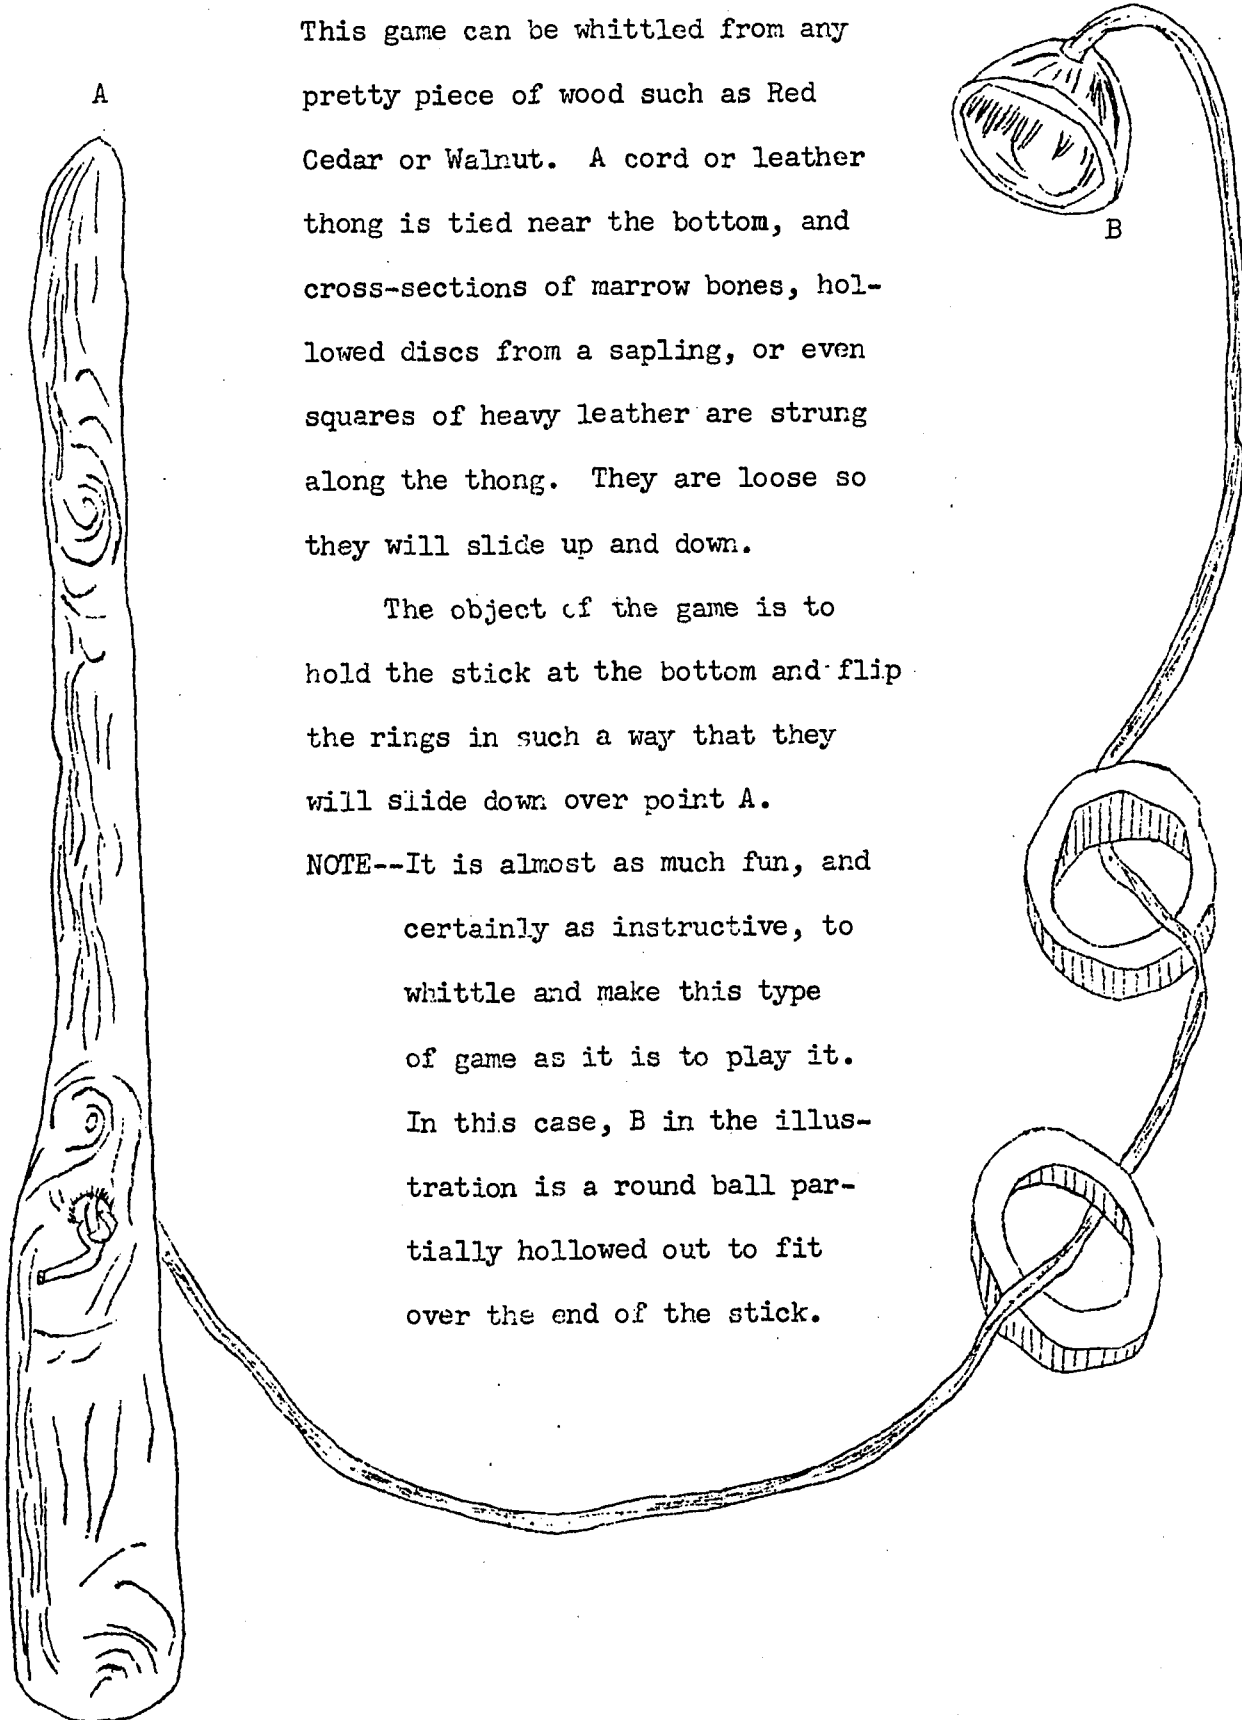 This game can be whittled from any
A
pretty piece of wood such as Red
Cedar or Walnut. A cord or leather
thong is tied near the bottom, and
B
cross-sections of marrow bones, hol-
lowed discs from a sapling, or even
squares of heavy leather are strung
along the thong. They are loose so
they will slide up and down.
The object of the game is to
hold the stick at the bottom and flip
the rings in such a way that they
will slide down over point A.
NOTE--It is almost as much fun, and
certainly as instructive, to
whittle and make this type
of game as it is to play it.
In this case, B in the illus-
tration is a round ball par-
tially hollowed out to fit
over the end of the stick.